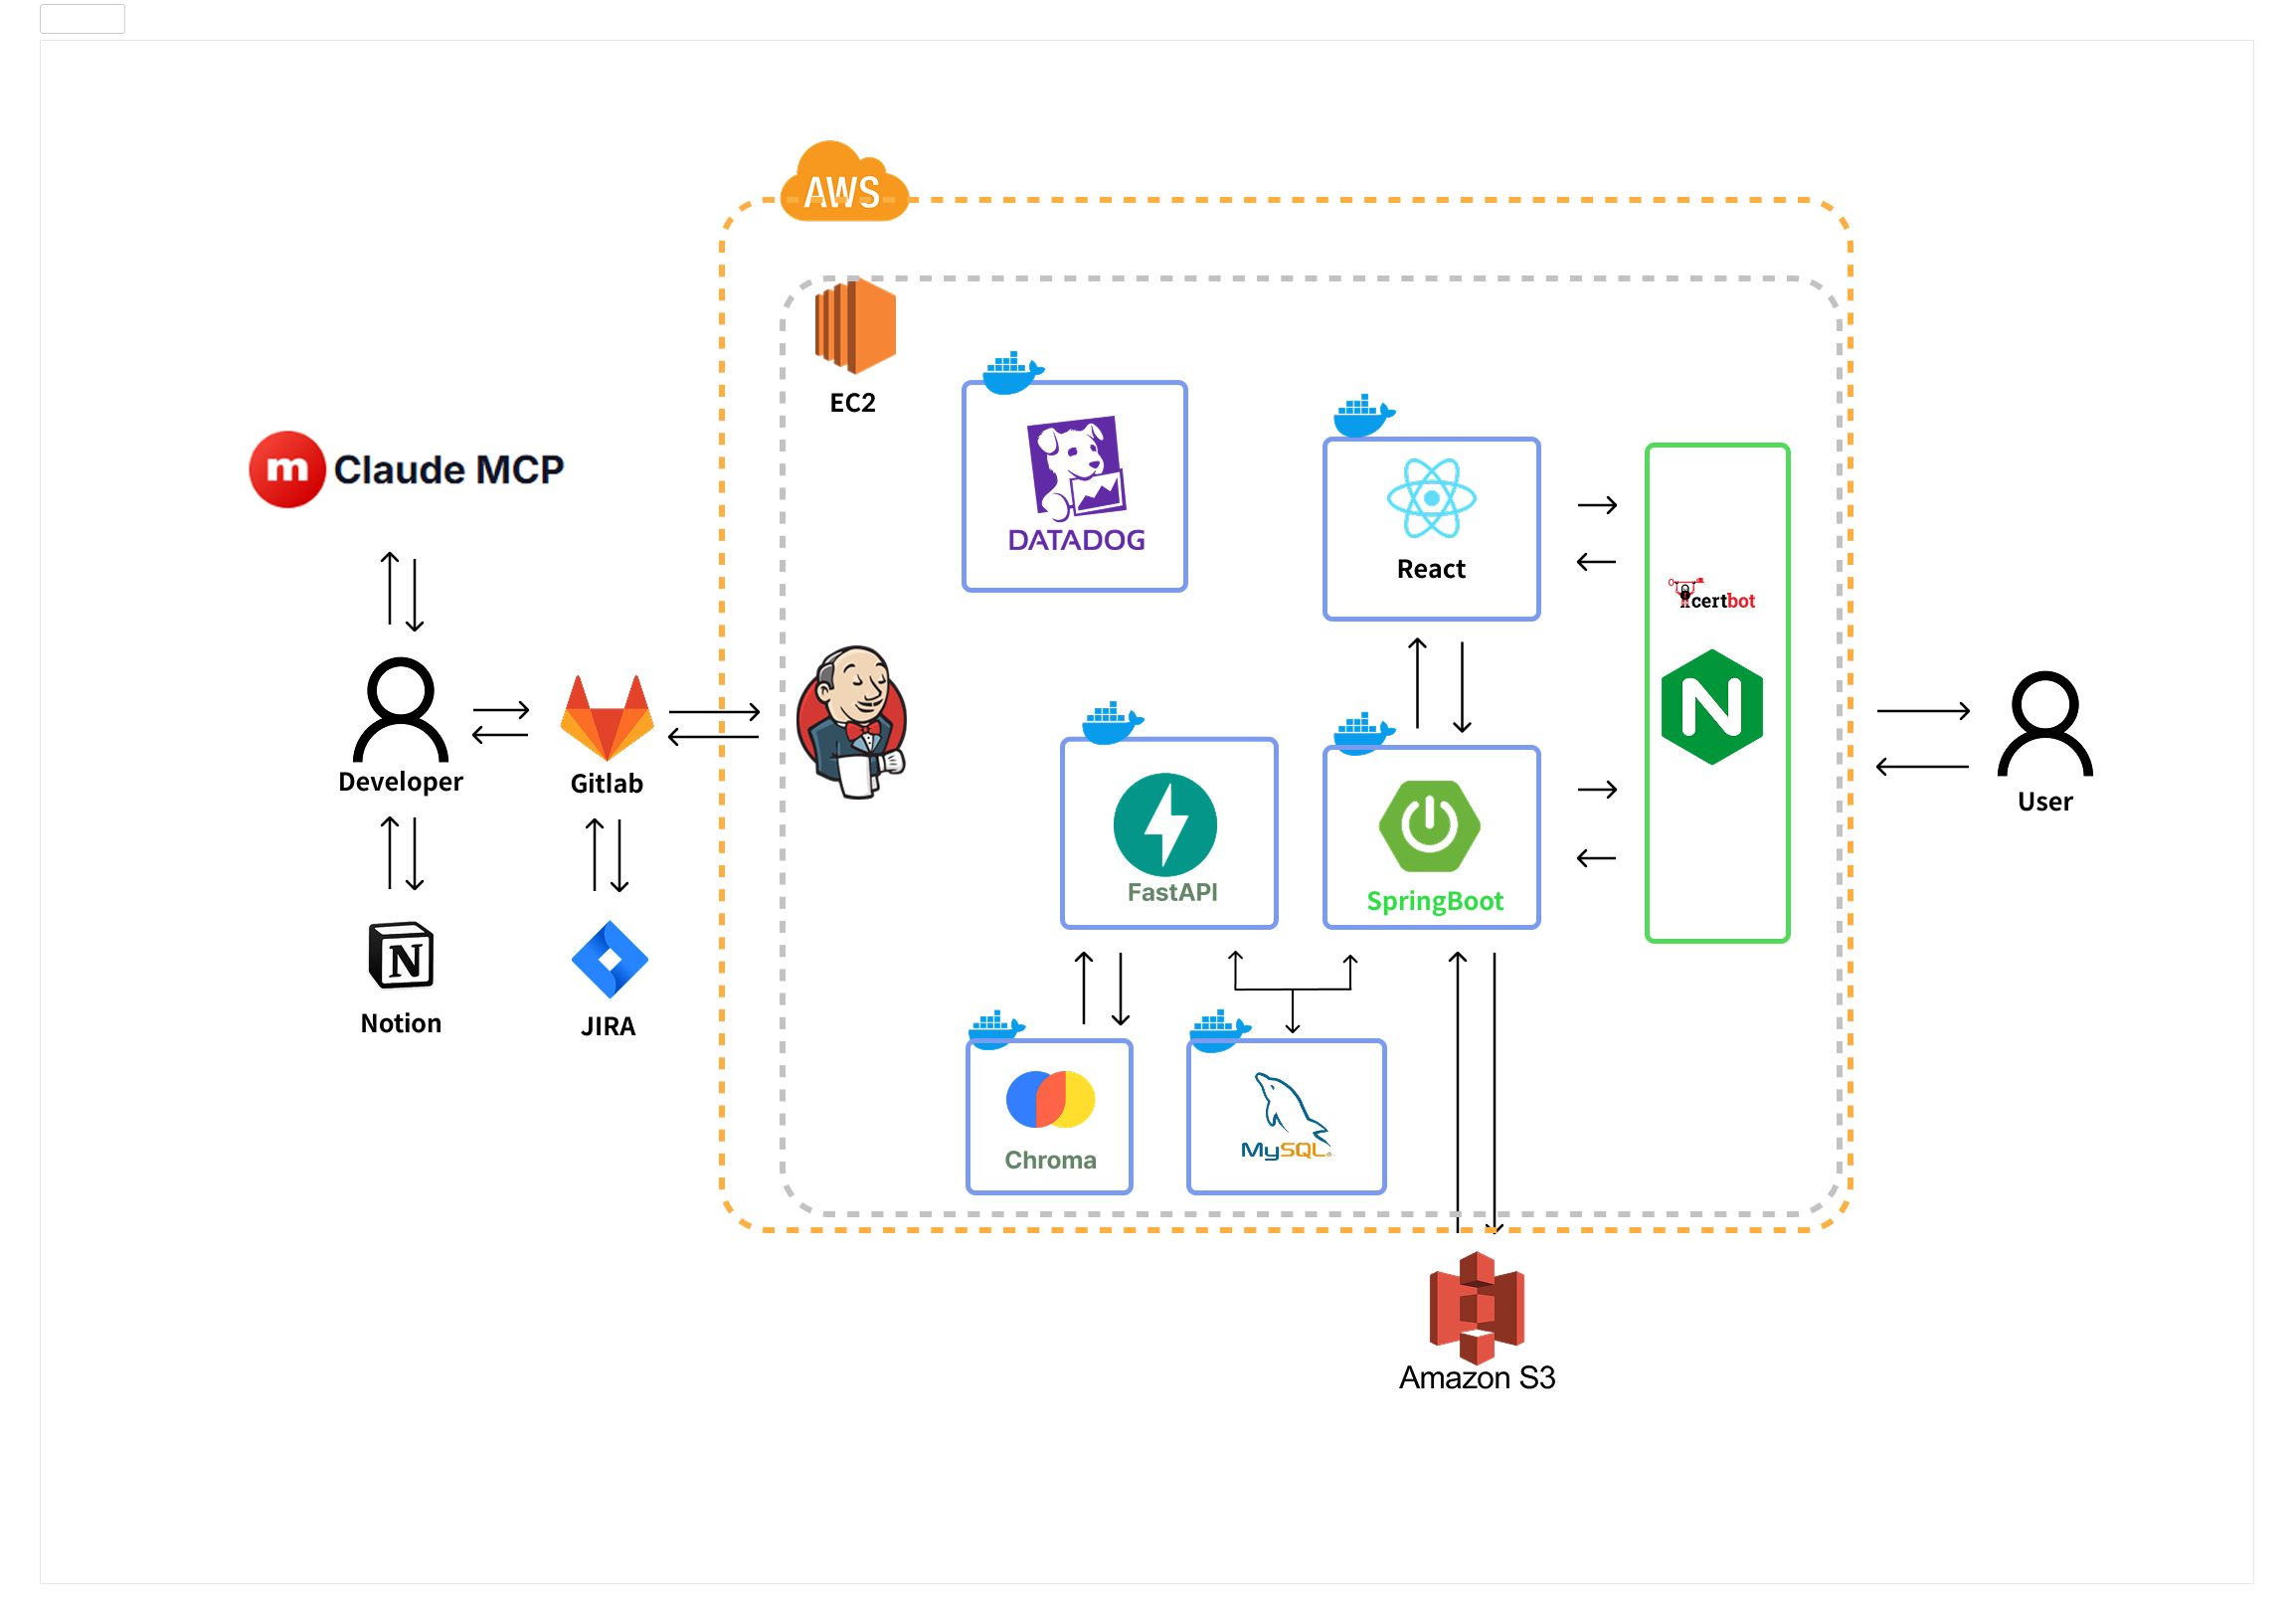 AWS
EC2
DATADOG
React
m Claude MCP
certbot
N
Developer
Gitlab
User
FastAPI
SpringBoot
N
Notion
JIRA
Chroma
MySQL
Amazon S3